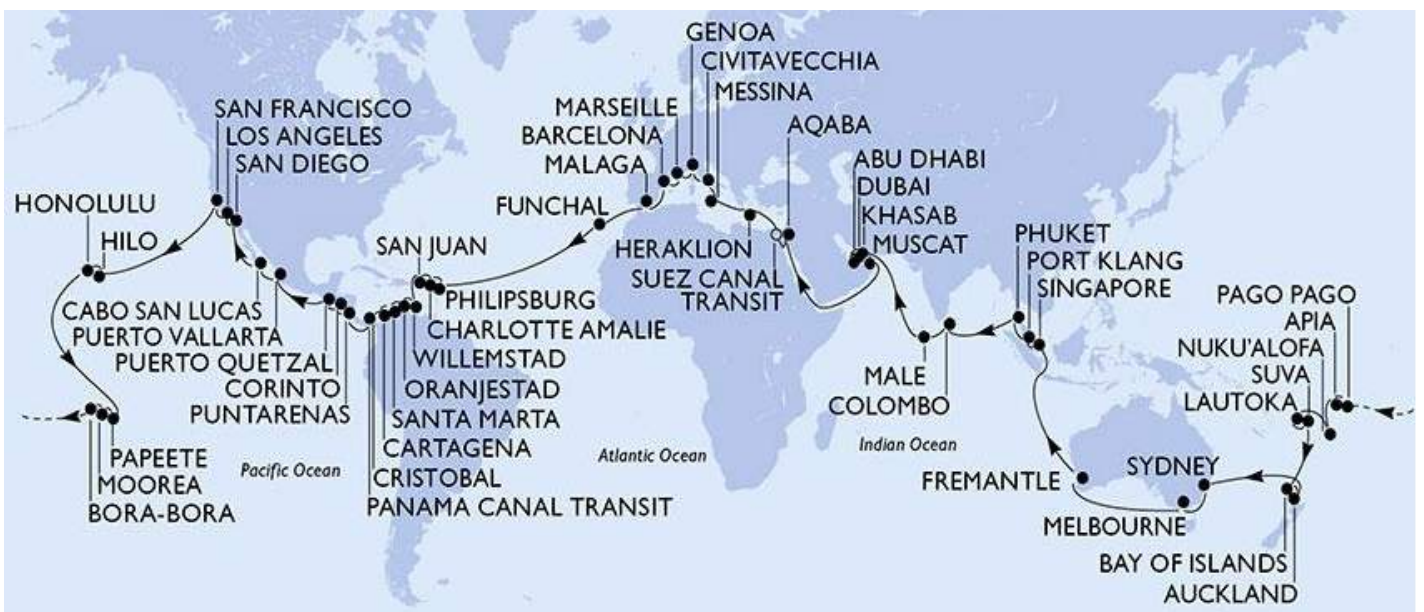 GENOA
CIVITAVECCHIA
MESSINA
MARSEILLE
BARCELONA
MALAGA
AQABA
SAN FRANCISCO
LOS ANGELES
SAN DIEGO
ABU DHABI
DUBAI
KHASAB
MUSCAT
HONOLULU
HILO
FUNCHAL
SAN JUAN
HERAKLION
SUEZ CANAL
TRANSIT
PHUKET
PORT KLANG
SINGAPORE
PHILIPSBURG
CHARLOTTE AMALIE
WILLEMSTAD
ORANJESTAD
SANTA MARTA
CARTAGENA
CRISTOBAL
PANAMA CANAL TRANSIT
CABO SAN LUCAS
PUERTO VALLARTA
PUERTO QUETZAL
CORINTO
PUNTARENAS
PAGO PAGO
APIA
NUKU'ALOFA
SUVA
LAUTOKA
MALE
COLOMBO
Indian Ocean
Atlantic Ocean
Pacific Ocean
PAPEETE
MOOREA
BORA-BORA
FREMANTLE
SYDNEY
MELBOURNE
BAY OF ISLANDS
AUCKLAND